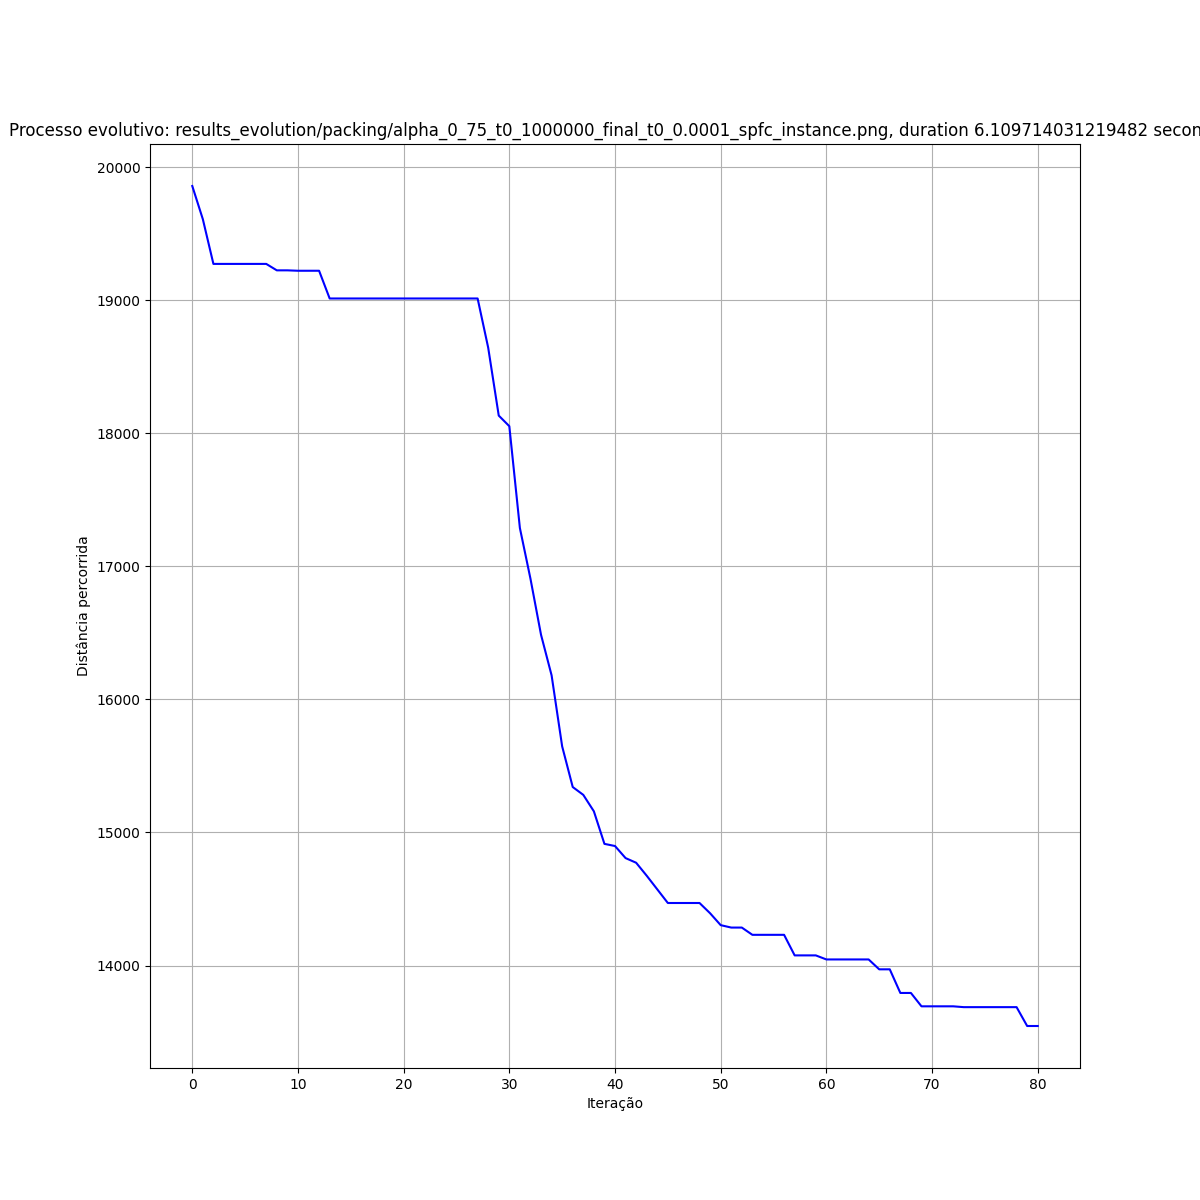 Processo evolutivo: results_evolution/packing/alpha_0_75_t0_1000000_final_t0_0.0001_spfc_instance.png, duration 6.109714031219482 secon
20000
19000
18000
17000
16000
15000
14000
Distância percorrida
0 10 20 30 40 50 60 70 80
Iteração